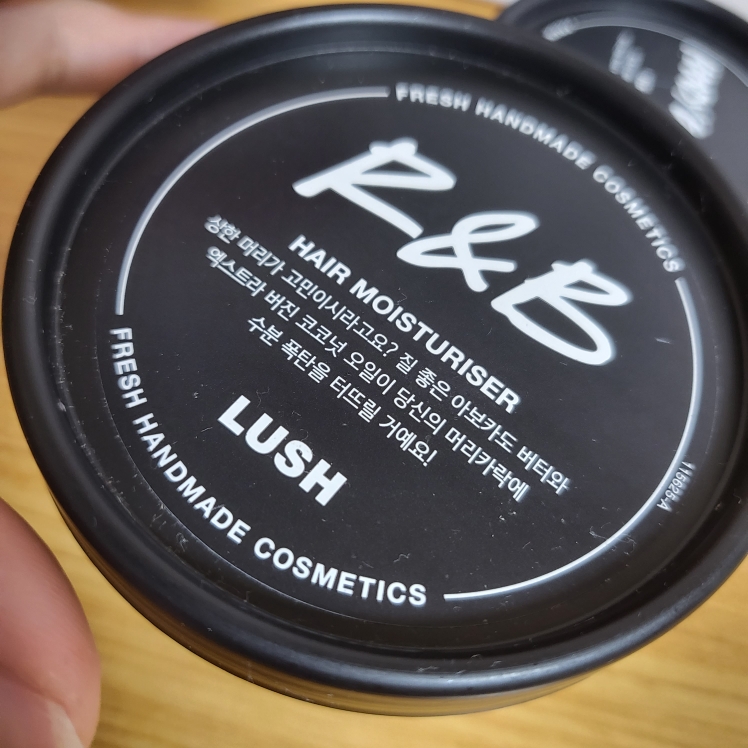 FRESH HANDMADE COSMETICS
R&B
HAIR MOISTURISER
상한 머리가 고민이시라고요? 질 좋은 아보카드 버터와
엑스트라 버진 코코넛 오일이 당신의 머리카락에
수분 폭탄을 터뜨릴 거예요!
LUSH
FRESH HANDMADE COSMETICS
115625-A